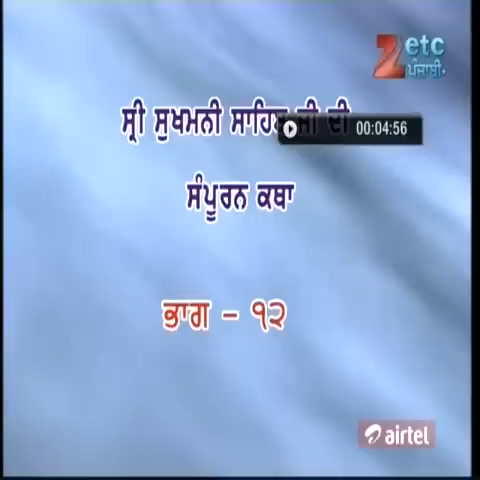 Z etc
ਪੰਜਾਬੀ
ਸ੍ਰੀ ਸੁਖਮਨੀ ਸਾਹਿਬ ਜੀ ਦੀ
00:04:56
ਸੰਪੂਰਨ ਕਥਾ
ਭਾਗ - ੧੨
airtel